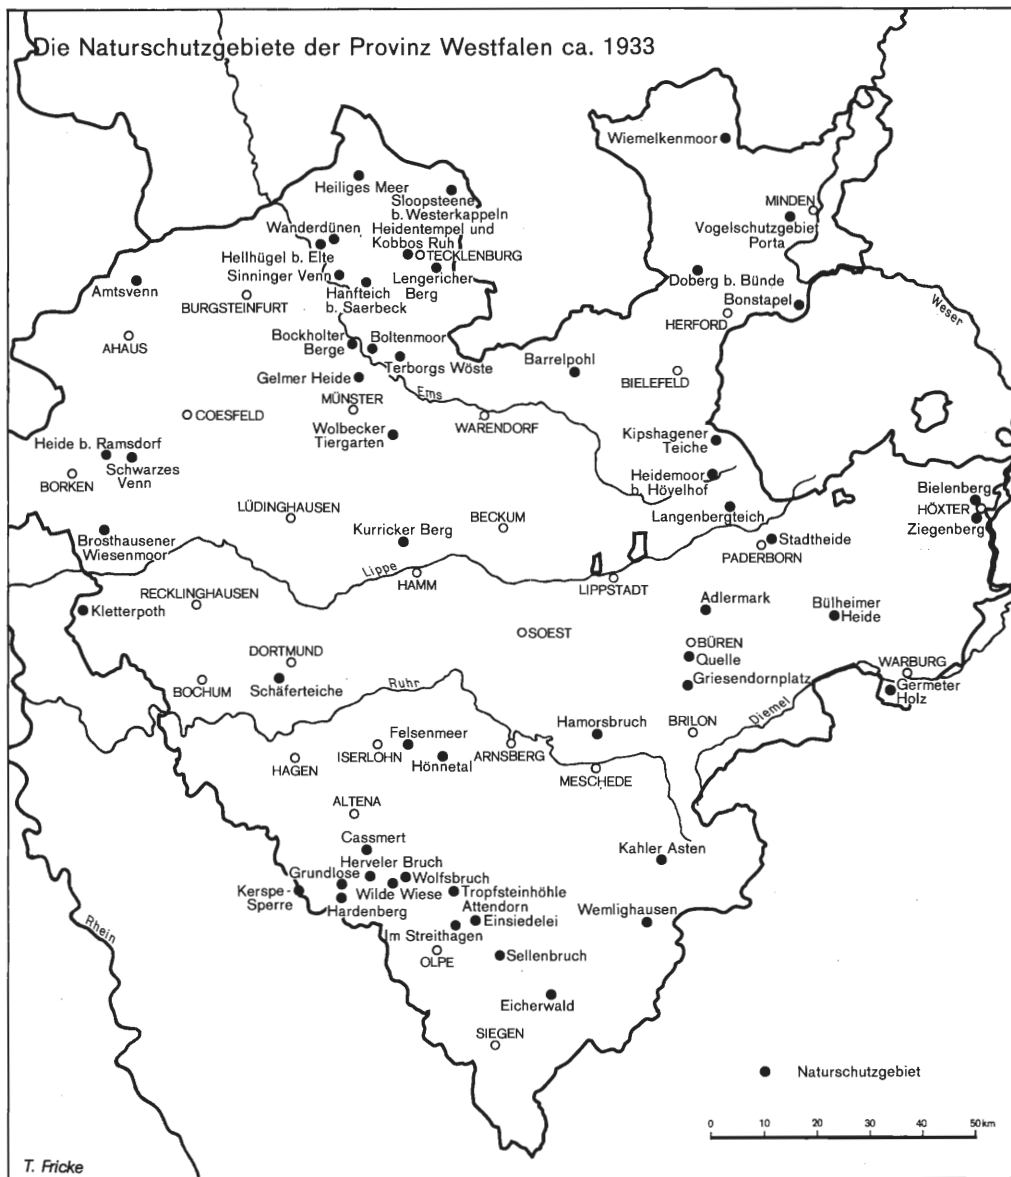 Die Naturschutzgebiete der Provinz Westfalen ca. 1933
Wiemelkenmoor
Heiliges Meer
Sloopsteene
b. Westerkappeln
Heidentempel und
Kobbos Ruh
TECKLENBURG
MINDEN
Vogelschutzgebiet
Porta
Wanderdünen
Hellhügel b. Elte
Sinninger Venn
Lengericher
Berg
Hanfteich
b. Saerbeck
Doberg b. Bünde
Bonstapel
Weser
Amtsvenn
BURGSTEINFURT
HERFORD
AHAUS
Bockholter
Berge
Boltenmoor
Terborgs Wöste
Barrelpohl
BIELEFELD
Gelmer Heide
Ems
MÜNSTER
COESFELD
WARENDORF
Wolbecker
Tiergarten
Kipshagener
Teiche
Heide b. Ramsdorf
Schwarzes
Venn
BORKEN
Heidemoor
b. Hövelhof
Bielenberg
HÖXTER
Ziegenberg
LÜDINGHAUSEN
BECKUM
Langenbergteich
Brosthausener
Wiesenmoor
Kurricker Berg
Stadtheide
PADERBORN
Lippe
HAMM
LIPPSTADT
RECKLINGHAUSEN
Kletterpoth
Adlermark
Bülheimer
Heide
SOEST
BÜREN
Quelle
DORTMUND
WARBURG
BOCHUM
Schäferteiche
Ruhr
Griesendornplatz
Germeter
Holz
Diemel
Hamorsbruch
BRILON
Felsenmeer
ISERLOHN
Hönnetal
ARNSBERG
HAGEN
MESCHEDE
ALTENA
Cassmert
Kahler Asten
Herveler Bruch
Grundlose
Wolfsbruch
Kerspe-
Sperre
Wilde Wiese
Tropfsteinhöhle
Attendorn
Hardenberg
Wemlighausen
Einsiedelei
Im Streithagen
Rhein
OLPE
Sellenbruch
Eicherwald
SIEGEN
Naturschutzgebiet
0 10 20 30 40 50 km
T. Fricke